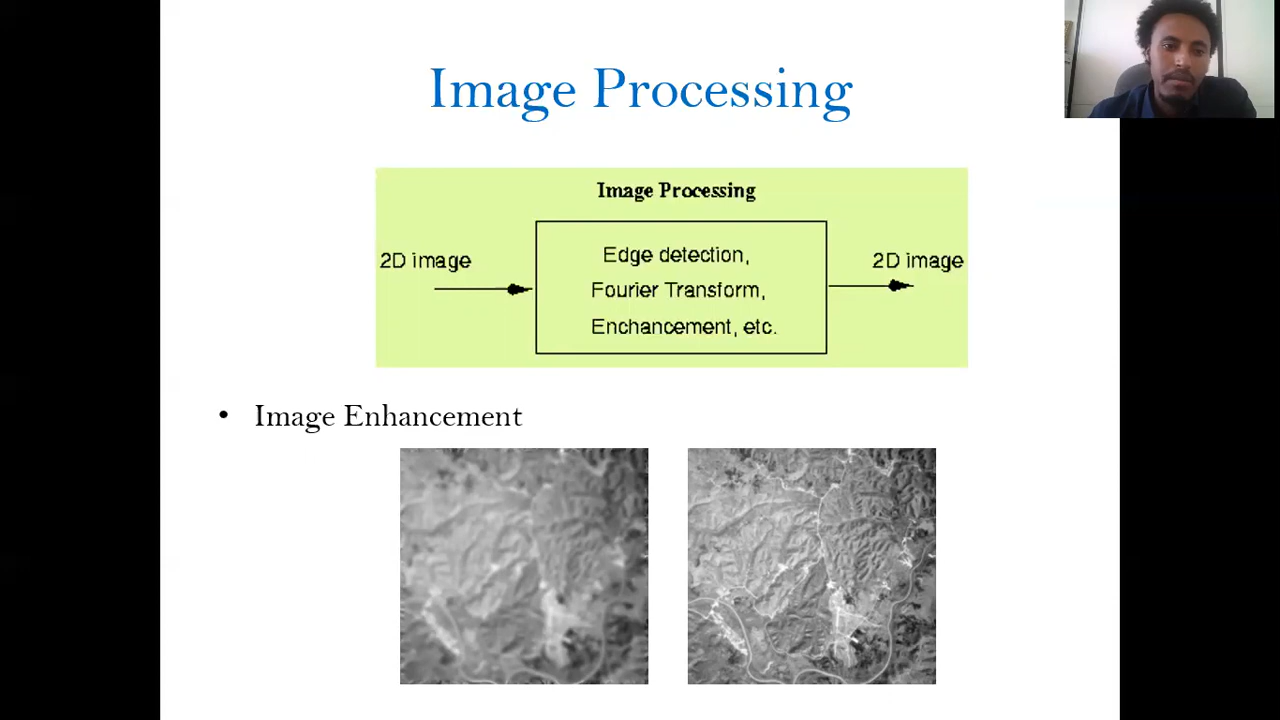 Image Processing
Image Processing
2D image
Edge detection,
2D image
Fourier Transform,
Enchancement, etc.
• Image Enhancement